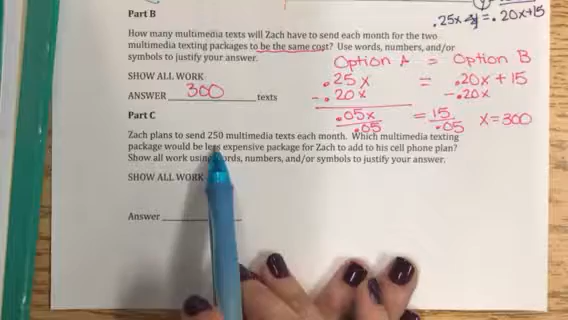 .25x = .20x+15
Part B
How many multimedia texts will Zach have to send each month for the two
multimedia texting packages to be the same cost? Use words, numbers, and/or
symbols to justify your answer.
Option A = Option B
SHOW ALL WORK
.25x = .20x + 15
ANSWER 300 texts
-.20x -.20x
.05x = 15
.05 .05
x=300
Part C
Zach plans to send 250 multimedia texts each month. Which multimedia texting
package would be less expensive package for Zach to add to his cell phone plan?
Show all work using words, numbers, and/or symbols to justify your answer.
SHOW ALL WORK
Answer